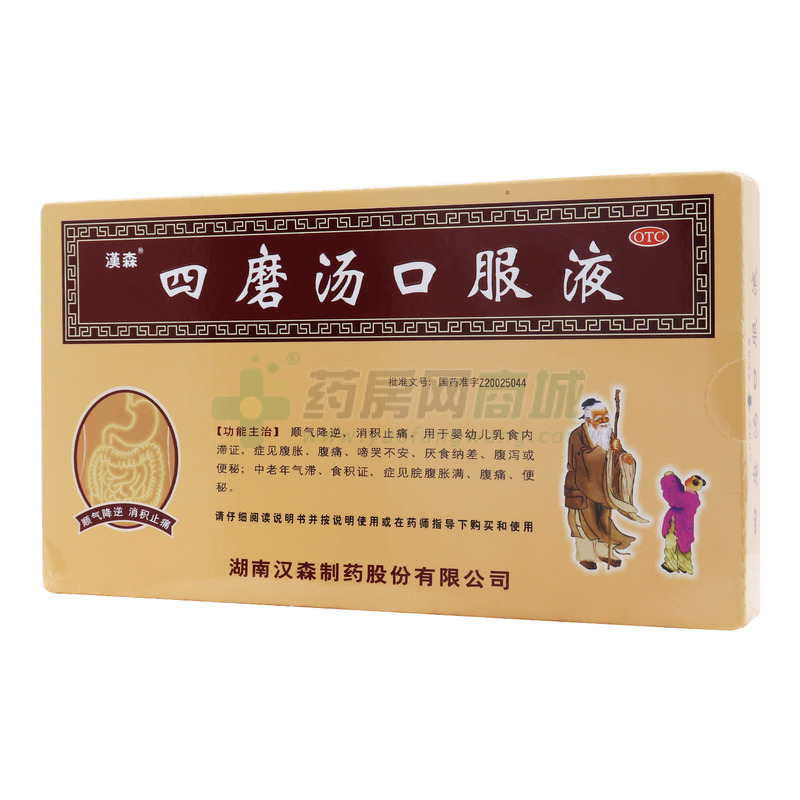 漢森®
四磨汤口服液
OTC
批准文号：国药准字Z20025044
药房网商城
®
【功能主治】 顺气降逆，消积止痛。用于婴幼儿乳食内
滞证，症见腹胀、腹痛、啼哭不安、厌食纳差、腹泻或
便秘；中老年气滞、食积证，症见脘腹胀满、腹痛、便
秘。
顺气降逆 消积止痛
请仔细阅读说明书并按说明使用或在药师指导下购买和使用
湖南汉森制药股份有限公司
四磨汤口服液